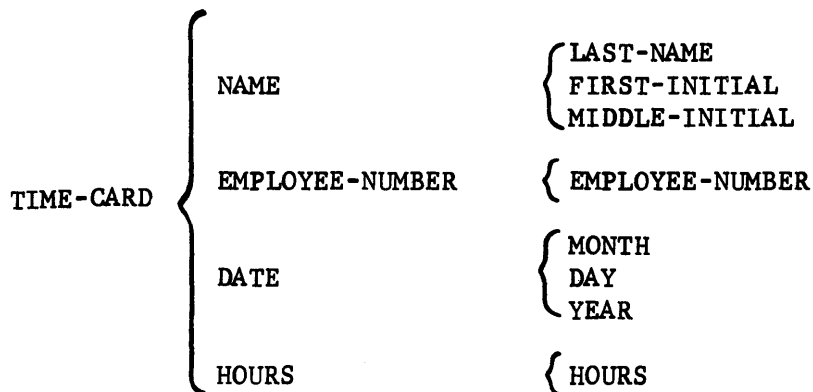 LAST-NAME
NAME FIRST-INITIAL
MIDDLE-INITIAL
TIME-CARD EMPLOYEE-NUMBER EMPLOYEE-NUMBER
MONTH
DATE DAY
YEAR
HOURS HOURS